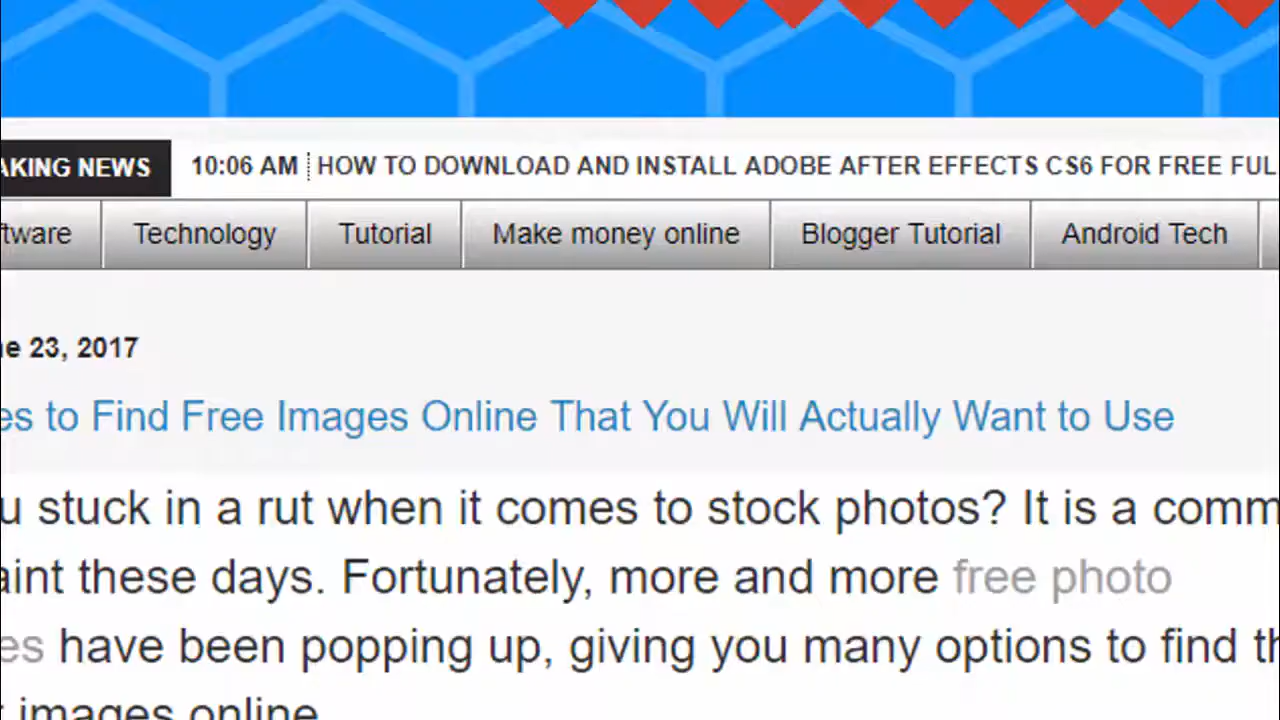 AKING NEWS 10:06 AM HOW TO DOWNLOAD AND INSTALL ADOBE AFTER EFFECTS CS6 FOR FREE FUL
tware Technology Tutorial Make money online Blogger Tutorial Android Tech
e 23, 2017
es to Find Free Images Online That You Will Actually Want to Use
u stuck in a rut when it comes to stock photos? It is a comm
aint these days. Fortunately, more and more free photo
es have been popping up, giving you many options to find th
images online